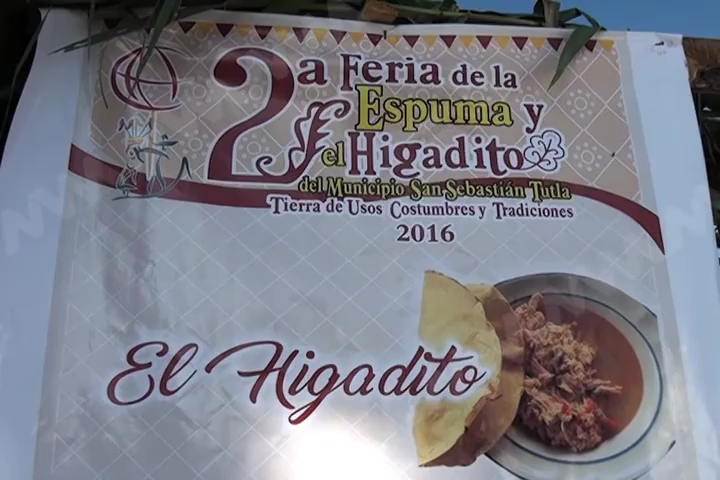 2a Feria de la
Espuma y
el Higadito
del Municipio San Sebastián Tutla
Tierra de Usos Costumbres y Tradiciones
2016
El Higadito